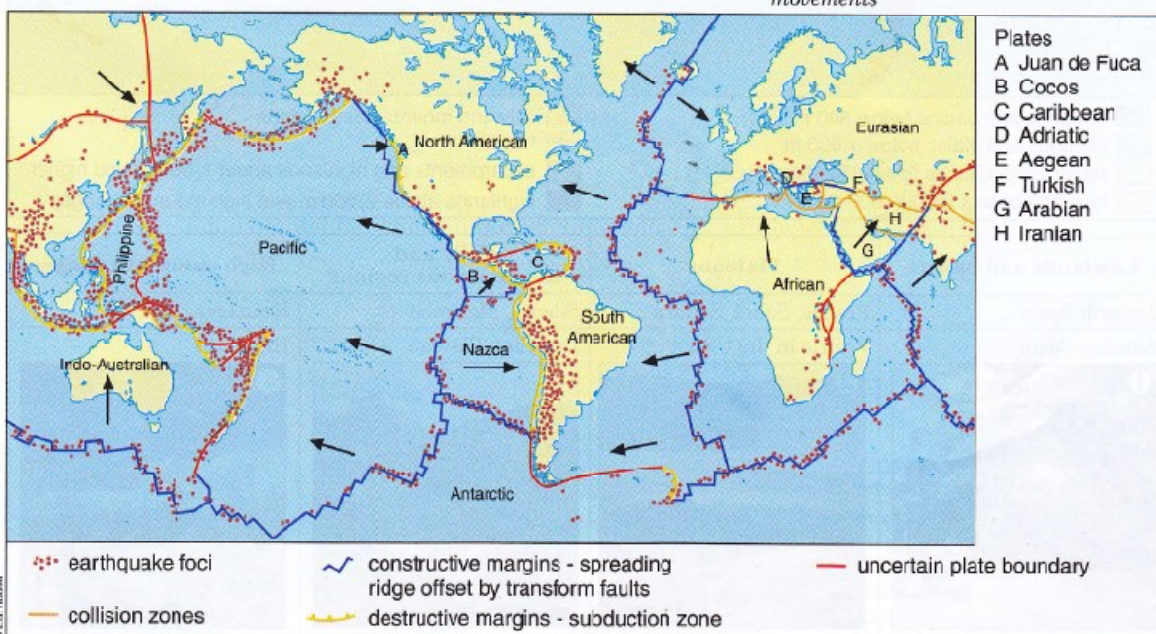 movements
Plates
A Juan de Fuca
B Cocos
C Caribbean
D Adriatic
E Aegean
F Turkish
G Arabian
H Iranian
Eurasian
North American
A
D
E
F
H
G
Philippine
Pacific
B
C
African
South
American
Nazca
Indo-Australian
Antarctic
earthquake foci
collision zones
constructive margins - spreading
ridge offset by transform faults
destructive margins - subduction zone
uncertain plate boundary